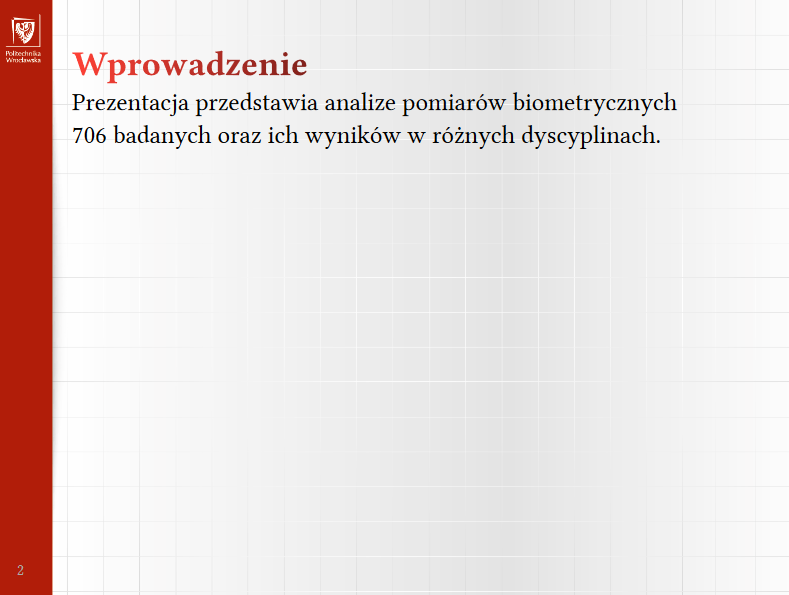 Politechnika
Wrocławska
Wprowadzenie
Prezentacja przedstawia analize pomiarów biometrycznych
706 badanych oraz ich wyników w różnych dyscyplinach.
2